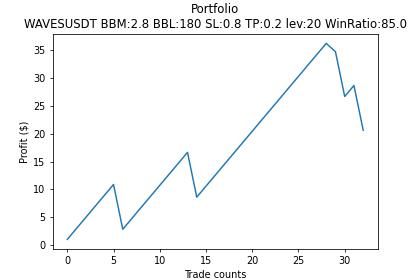 Portfolio
WAVESUSDT BBM:2.8 BBL:180 SL:0.8 TP:0.2 lev:20 WinRatio:85.0
35
30
25
20
15
10
5
0
Profit ($)
0 5 10 15 20 25 30
Trade counts